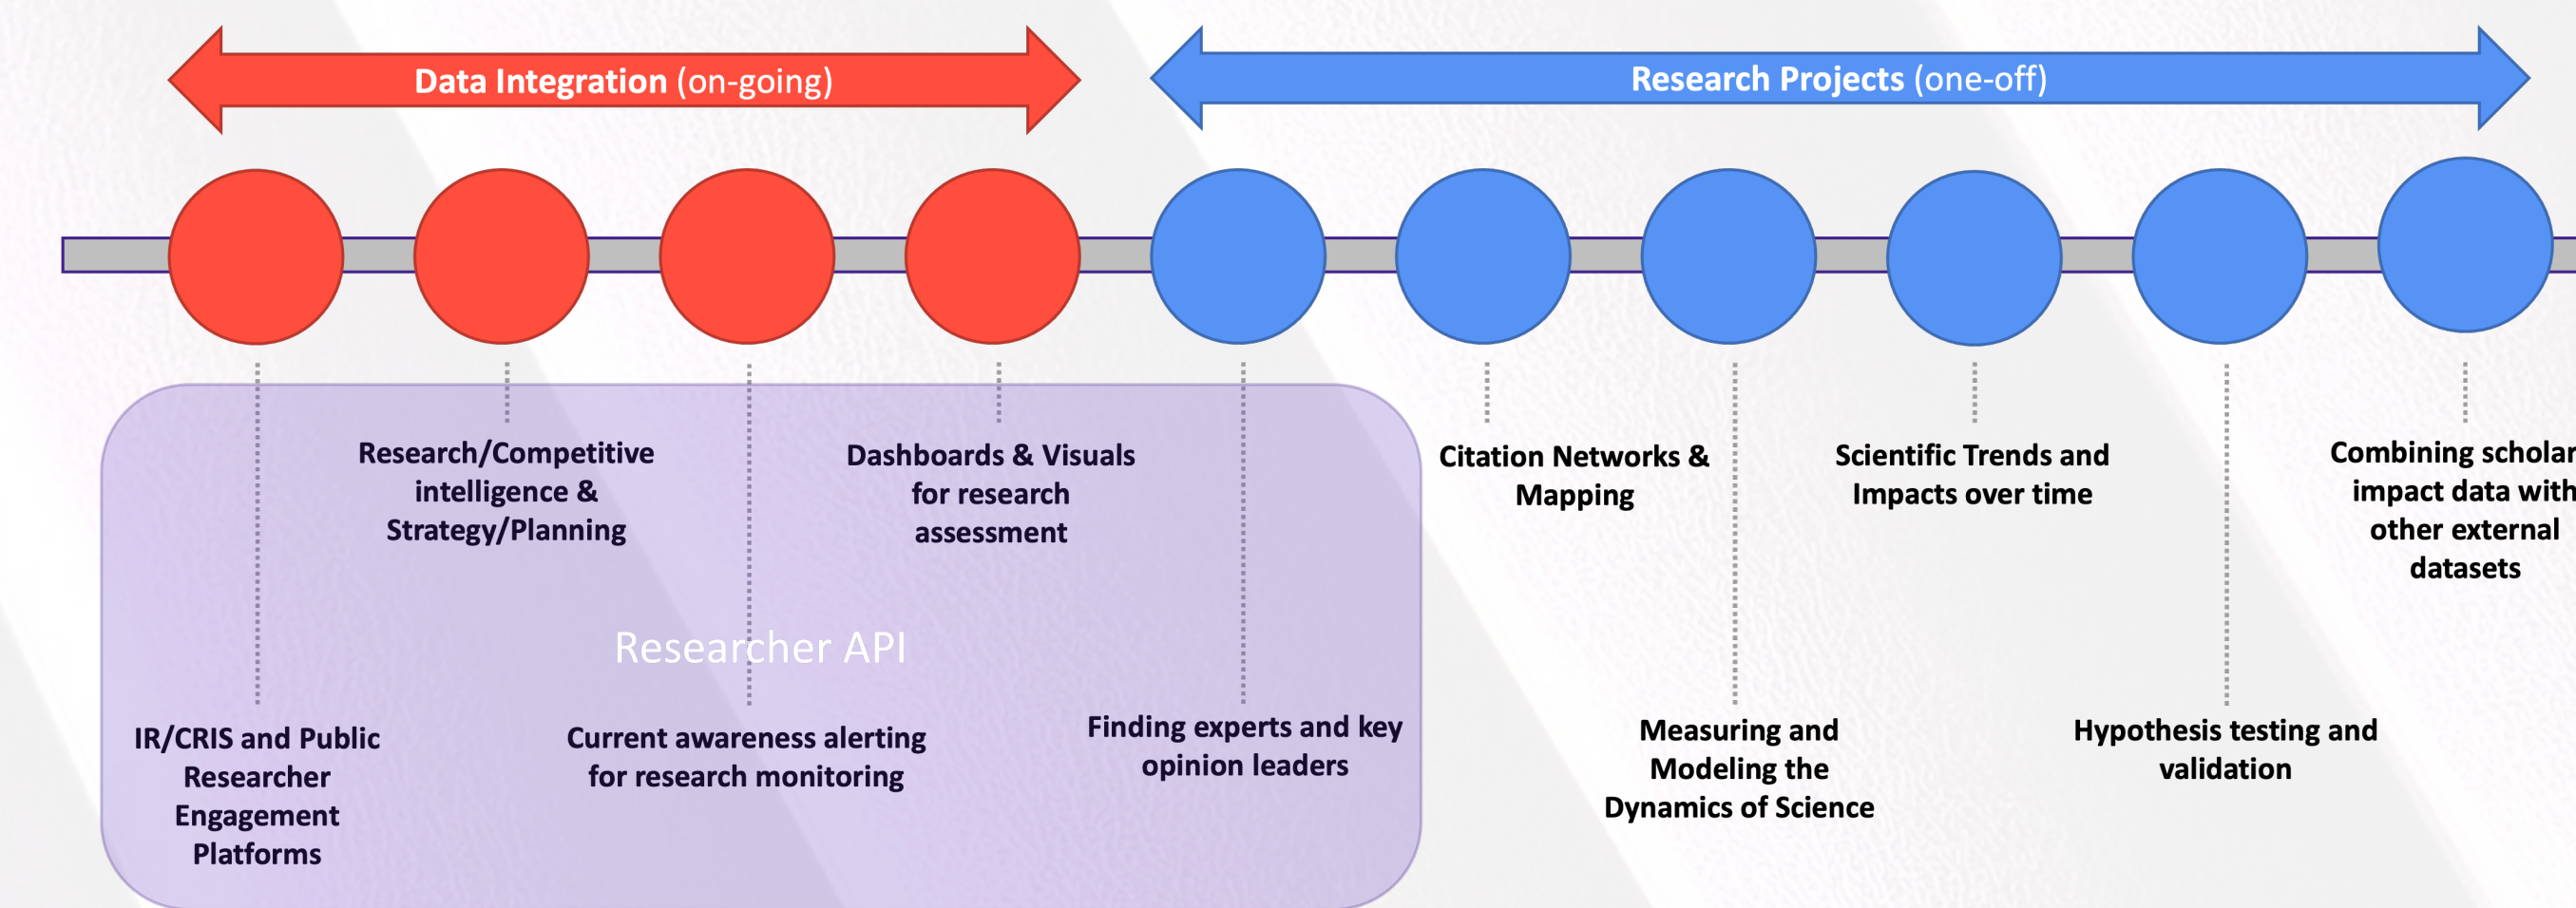 Data Integration (on-going)
Research Projects (one-off)
Research/Competitive
intelligence &
Strategy/Planning
Dashboards & Visuals
for research
assessment
Citation Networks &
Mapping
Scientific Trends and
Impacts over time
Combining
impact data with
other external
datasets
Researcher API
IR/CRIS and Public
Researcher
Engagement
Platforms
Current awareness alerting
for research monitoring
Finding experts and key
opinion leaders
Measuring and
Modeling the
Dynamics of Science
Hypothesis testing and
validation